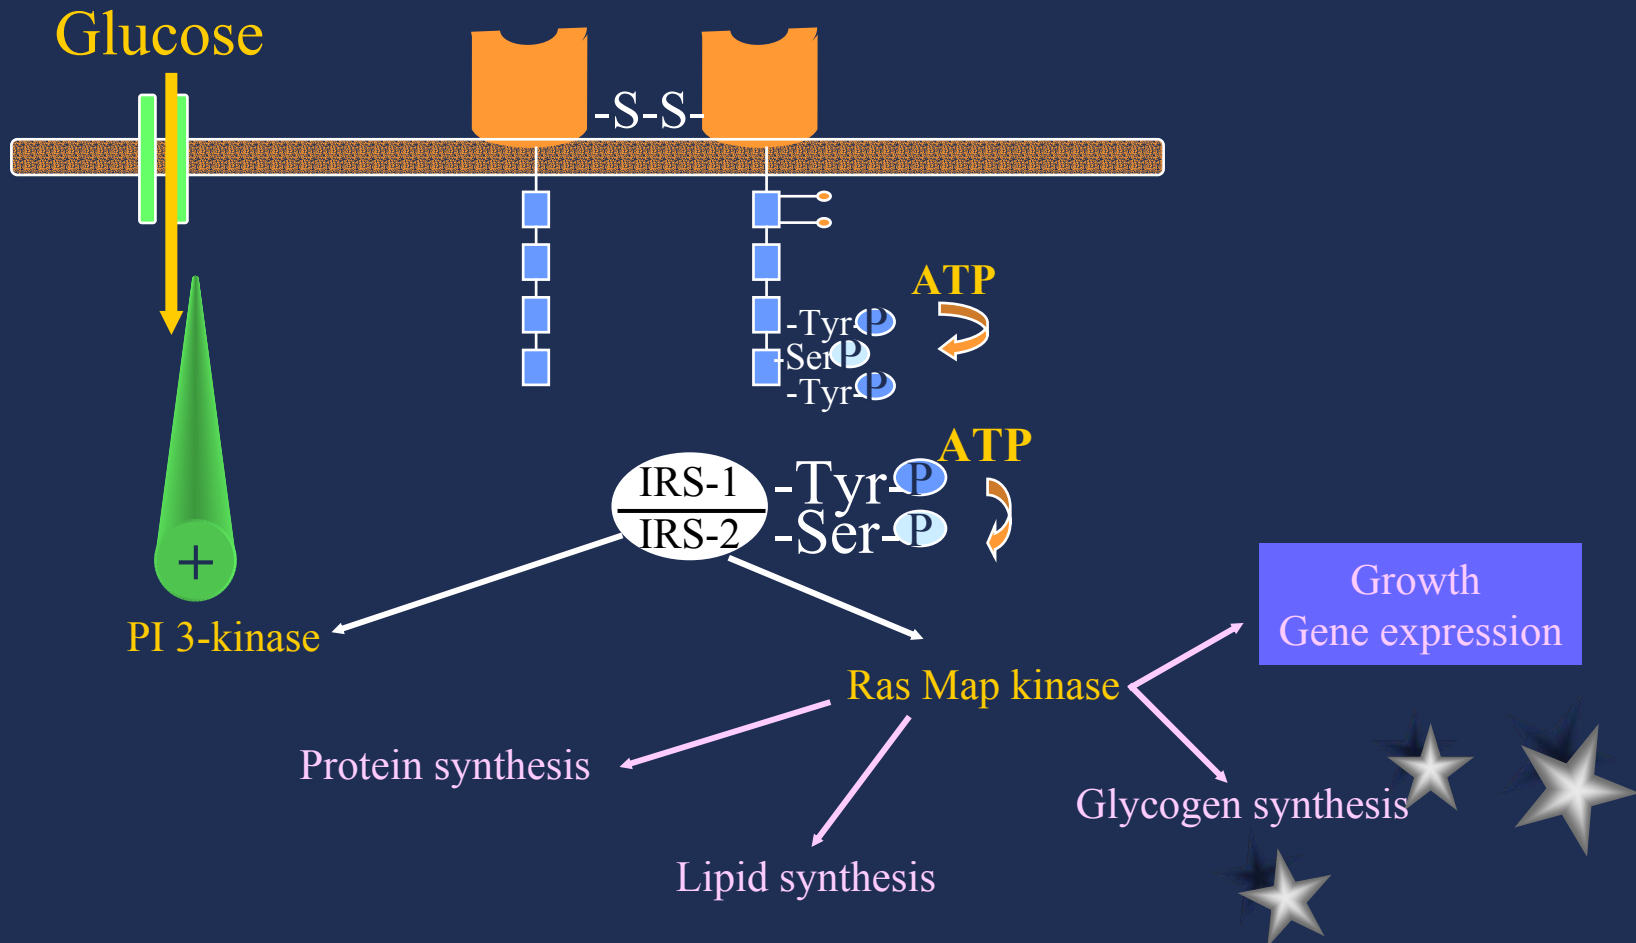 Glucose
-S-S-
ATP
-Tyr-P
-Ser P
-Tyr-P
ATP
IRS-1
-Tyr-P
IRS-2
-Ser-P
+
PI 3-kinase
Growth
Gene expression
Ras Map kinase
Protein synthesis
Glycogen synthesis
Lipid synthesis